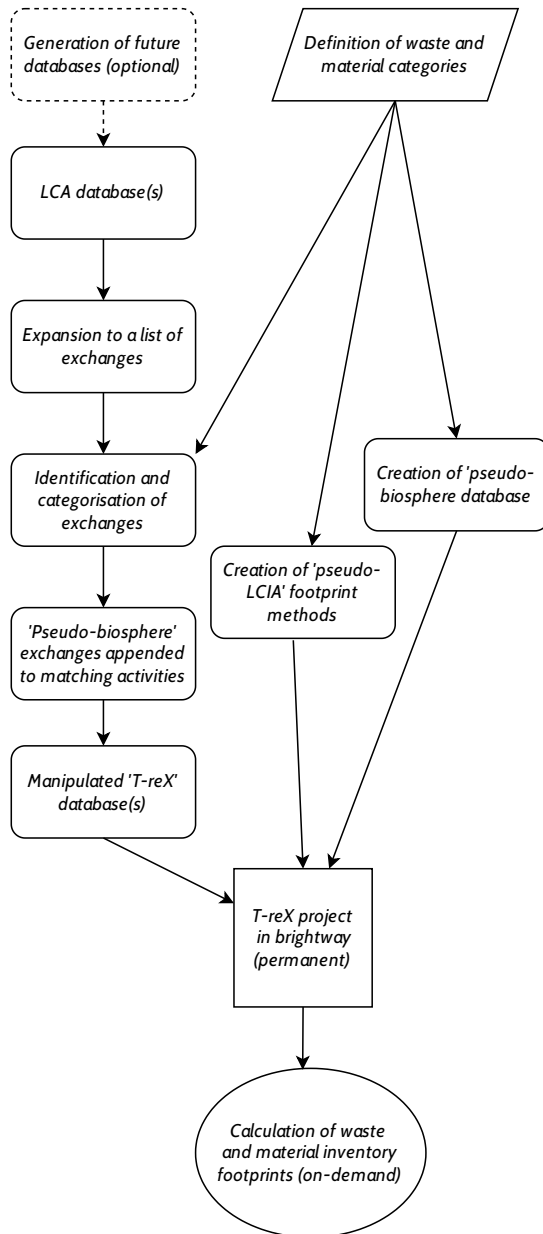 Generation of future
databases (optional)
Definition of waste and
material categories
LCA database(s)
Expansion to a list of
exchanges
Identification and
categorisation of
exchanges
Creation of 'pseudo-
biosphere database
Creation of 'pseudo-
LCIA' footprint
methods
'Pseudo-biosphere'
exchanges appended
to matching activities
Manipulated 'T-reX'
database(s)
T-reX project
in brightway
(permanent)
Calculation of waste
and material inventory
footprints (on-demand)